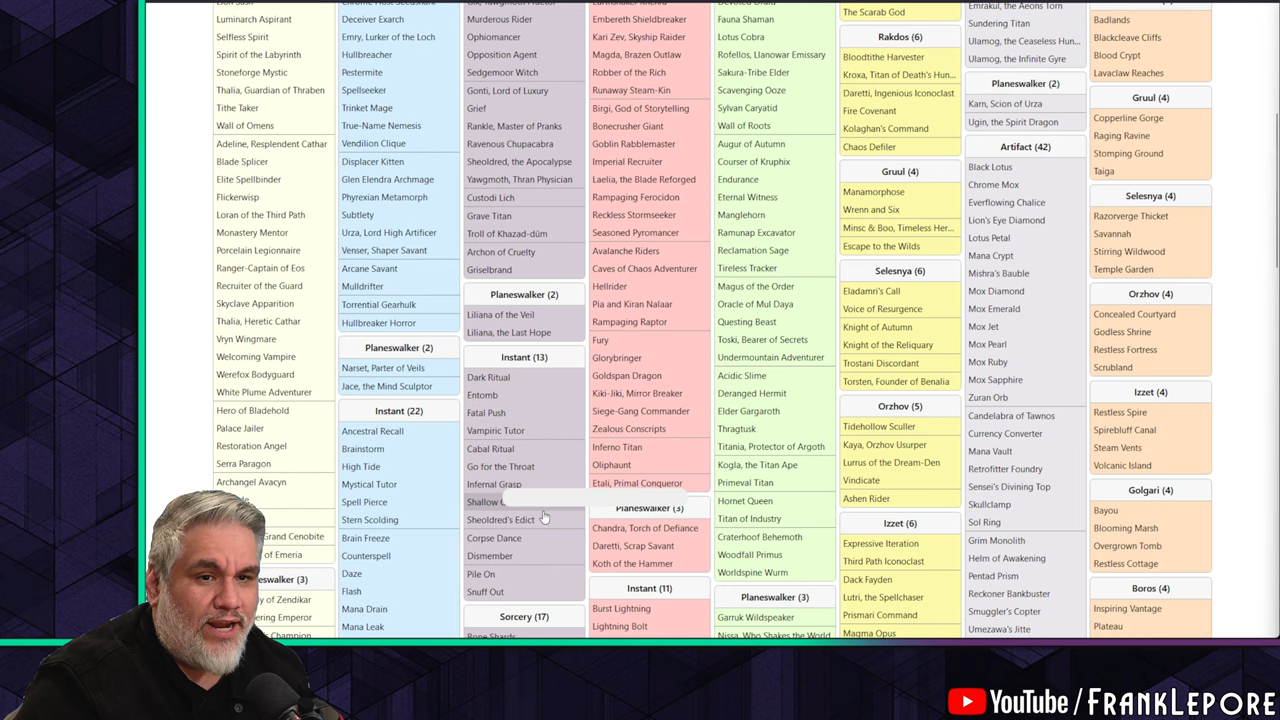 Luminarch Aspirant
Selfless Spirit
Spirit of the Labyrinth
Stoneforge Mystic
Thalia, Guardian of Thraben
Tithe Taker
Wall of Omens
Adeline, Resplendent Cathar
Blade Splicer
Elite Spellbinder
Flickerwisp
Loran of the Third Path
Monastery Mentor
Porcelain Legionnaire
Ranger-Captain of Eos
Recruiter of the Guard
Skyclave Apparition
Thalia, Heretic Cathar
Vryn Wingmare
Welcoming Vampire
Werefox Bodyguard
White Plume Adventurer
Hero of Bladehold
Palace Jailer
Restoration Angel
Serra Paragon
Archangel Avacyn
Grand Cenobite
of Emeria
(3)
of Zendikar
Emperor
Champion
Deceiver Exarch
Emry, Lurker of the Loch
Hullbreacher
Pestermite
Spellseeker
Trinket Mage
True-Name Nemesis
Vendilion Clique
Displacer Kitten
Glen Elendra Archmage
Phyrexian Metamorph
Subtlety
Urza, Lord High Artificer
Venser, Shaper Savant
Arcane Savant
Mulldrifter
Torrential Gearhulk
Hullbreaker Horror
Planeswalker (2)
Narset, Parter of Veils
Jace, the Mind Sculptor
Instant (22)
Ancestral Recall
Brainstorm
High Tide
Mystical Tutor
Spell Pierce
Stern Scolding
Brain Freeze
Counterspell
Daze
Flash
Mana Drain
Mana Leak
Murderous Rider
Ophiomancer
Opposition Agent
Sedgemoor Witch
Gonti, Lord of Luxury
Grief
Rankle, Master of Pranks
Ravenous Chupacabra
Sheoldred, the Apocalypse
Yawgmoth, Thran Physician
Custodi Lich
Grave Titan
Troll of Khazad-dûm
Archon of Cruelty
Griselbrand
Planeswalker (2)
Liliana of the Veil
Liliana, the Last Hope
Instant (13)
Dark Ritual
Entomb
Fatal Push
Vampiric Tutor
Cabal Ritual
Go for the Throat
Infernal Grasp
Shallow
Sheoldred's Edict
Corpse Dance
Dismember
Pile On
Snuff Out
Sorcery (17)
Bone Shards
Embereth Shieldbreaker
Kari Zev, Skyship Raider
Magda, Brazen Outlaw
Robber of the Rich
Runaway Steam-Kin
Birgi, God of Storytelling
Bonecrusher Giant
Goblin Rabblemaster
Imperial Recruiter
Laelia, the Blade Reforged
Rampaging Ferocidon
Reckless Stormseeker
Seasoned Pyromancer
Avalanche Riders
Caves of Chaos Adventurer
Hellrider
Pia and Kiran Nalaar
Rampaging Raptor
Fury
Glorybringer
Goldspan Dragon
Kiki-Jiki, Mirror Breaker
Siege-Gang Commander
Zealous Conscripts
Inferno Titan
Oliphaunt
Etali, Primal Conqueror
Planeswalker (3)
Chandra, Torch of Defiance
Daretti, Scrap Savant
Koth of the Hammer
Instant (11)
Burst Lightning
Lightning Bolt
Devoted Druid
Fauna Shaman
Lotus Cobra
Rofellos, Llanowar Emissary
Sakura-Tribe Elder
Scavenging Ooze
Sylvan Caryatid
Wall of Roots
Augur of Autumn
Courser of Kruphix
Endurance
Eternal Witness
Manglehorn
Ramunap Excavator
Reclamation Sage
Tireless Tracker
Magus of the Order
Oracle of Mul Daya
Questing Beast
Toski, Bearer of Secrets
Undermountain Adventurer
Acidic Slime
Deranged Hermit
Elder Gargaroth
Thragtusk
Titania, Protector of Argoth
Kogla, the Titan Ape
Primeval Titan
Hornet Queen
Titan of Industry
Craterhoof Behemoth
Woodfall Primus
Worldspine Wurm
Planeswalker (3)
Garruk Wildspeaker
Nissa, Who Shakes the World
The Scarab God
Rakdos (6)
Bloodtithe Harvester
Kroxa, Titan of Death's Hun...
Daretti, Ingenious Iconoclast
Fire Covenant
Kolaghan's Command
Chaos Defiler
Gruul (4)
Manamorphose
Wrenn and Six
Minsc & Boo, Timeless Her...
Escape to the Wilds
Selesnya (6)
Eladamri's Call
Voice of Resurgence
Knight of Autumn
Knight of the Reliquary
Trostani Discordant
Torsten, Founder of Benalia
Orzhov (5)
Tidehollow Sculler
Kaya, Orzhov Usurper
Lurrus of the Dream-Den
Vindicate
Ashen Rider
Izzet (6)
Expressive Iteration
Third Path Iconoclast
Dack Fayden
Lutri, the Spellchaser
Prismari Command
Magma Opus
Emrakul, the Aeons Torn
Sundering Titan
Ulamog, the Ceaseless Hun...
Ulamog, the Infinite Gyre
Planeswalker (2)
Karn, Scion of Urza
Ugin, the Spirit Dragon
Artifact (42)
Black Lotus
Chrome Mox
Everflowing Chalice
Lion's Eye Diamond
Lotus Petal
Mana Crypt
Mishra's Bauble
Mox Diamond
Mox Emerald
Mox Jet
Mox Pearl
Mox Ruby
Mox Sapphire
Zuran Orb
Candelabra of Tawnos
Currency Converter
Mana Vault
Retrofitter Foundry
Sensei's Divining Top
Skullclamp
Sol Ring
Grim Monolith
Helm of Awakening
Pentad Prism
Reckoner Bankbuster
Smuggler's Copter
Umezawa's Jitte
Badlands
Blackcleave Cliffs
Blood Crypt
Lavaclaw Reaches
Gruul (4)
Copperline Gorge
Raging Ravine
Stomping Ground
Taiga
Selesnya (4)
Razorverge Thicket
Savannah
Stirring Wildwood
Temple Garden
Orzhov (4)
Concealed Courtyard
Godless Shrine
Restless Fortress
Scrubland
Izzet (4)
Restless Spire
Spirebluff Canal
Steam Vents
Volcanic Island
Golgari (4)
Bayou
Blooming Marsh
Overgrown Tomb
Restless Cottage
Boros (4)
Inspiring Vantage
Plateau
YouTube/FrankLepore